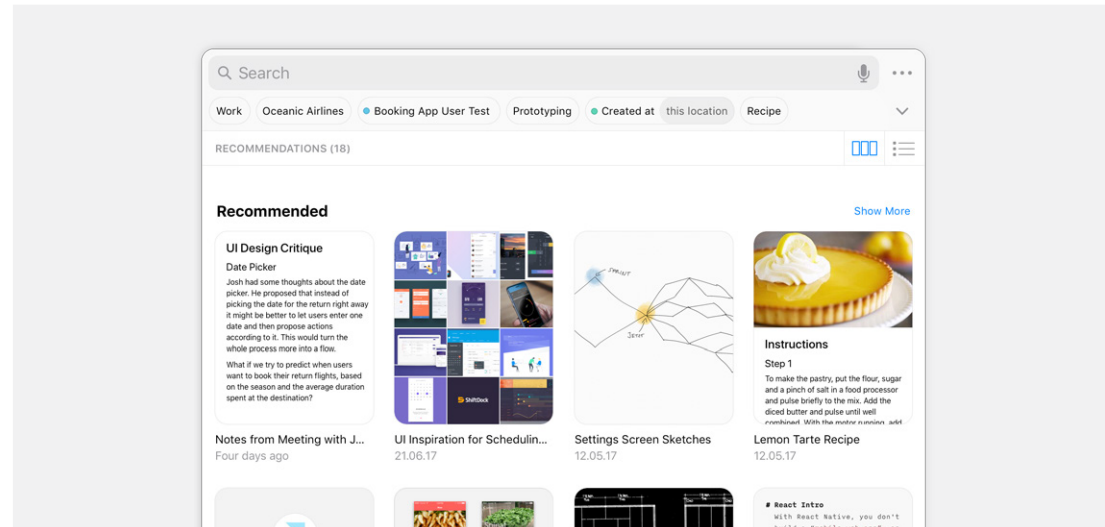 Search
Work Oceanic Airlines Booking App User Test Prototyping Created at this location Recipe
RECOMMENDATIONS (18)
Recommended Show More
UI Design Critique
Date Picker
Josh had some thoughts about the date
picker. He proposed that instead of
picking the date for the return right away
it might be better to let users enter one
date and then propose actions
according to it. This would turn the
whole process more into a flow.
What if we try to predict when users
want to book their return flights, based
on the season and the average duration
spent at the destination?
Notes from Meeting with J...
Four days ago
ShiftDock
UI Inspiration for Schedulin...
21.06.17
SPRINT
Settings Screen Sketches
12.05.17
Instructions
Step 1
To make the pastry, put the flour, sugar
and a pinch of salt in a food processor
and pulse briefly to the mix. Add the
diced butter and pulse until well
combined. With the motor running, add
Lemon Tarte Recipe
12.05.17
# React Intro
With React Native, you don't